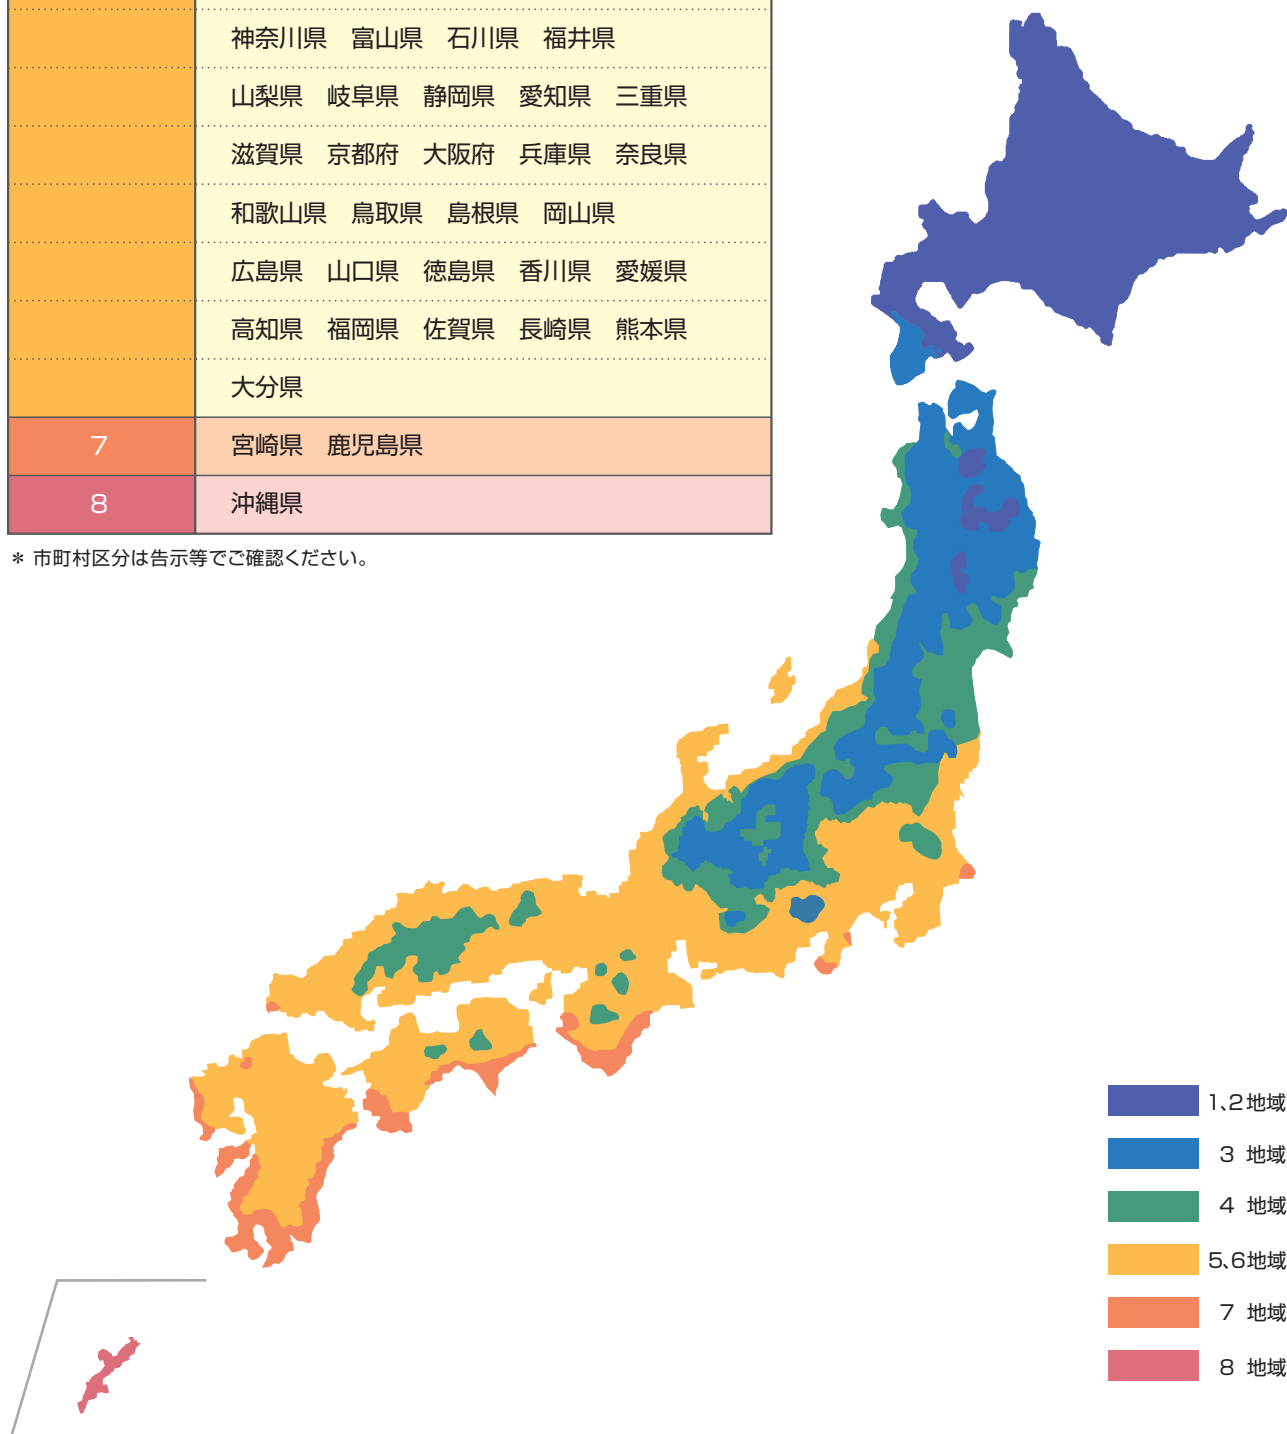 神奈川県　富山県　石川県　福井県
山梨県　岐阜県　静岡県　愛知県　三重県
滋賀県　京都府　大阪府　兵庫県　奈良県
和歌山県　鳥取県　島根県　岡山県
広島県　山口県　徳島県　香川県　愛媛県
高知県　福岡県　佐賀県　長崎県　熊本県
大分県
7　宮崎県　鹿児島県
8　沖縄県
＊ 市町村区分は告示等でご確認ください。
1、2地域
3 地域
4 地域
5、6地域
7 地域
8 地域